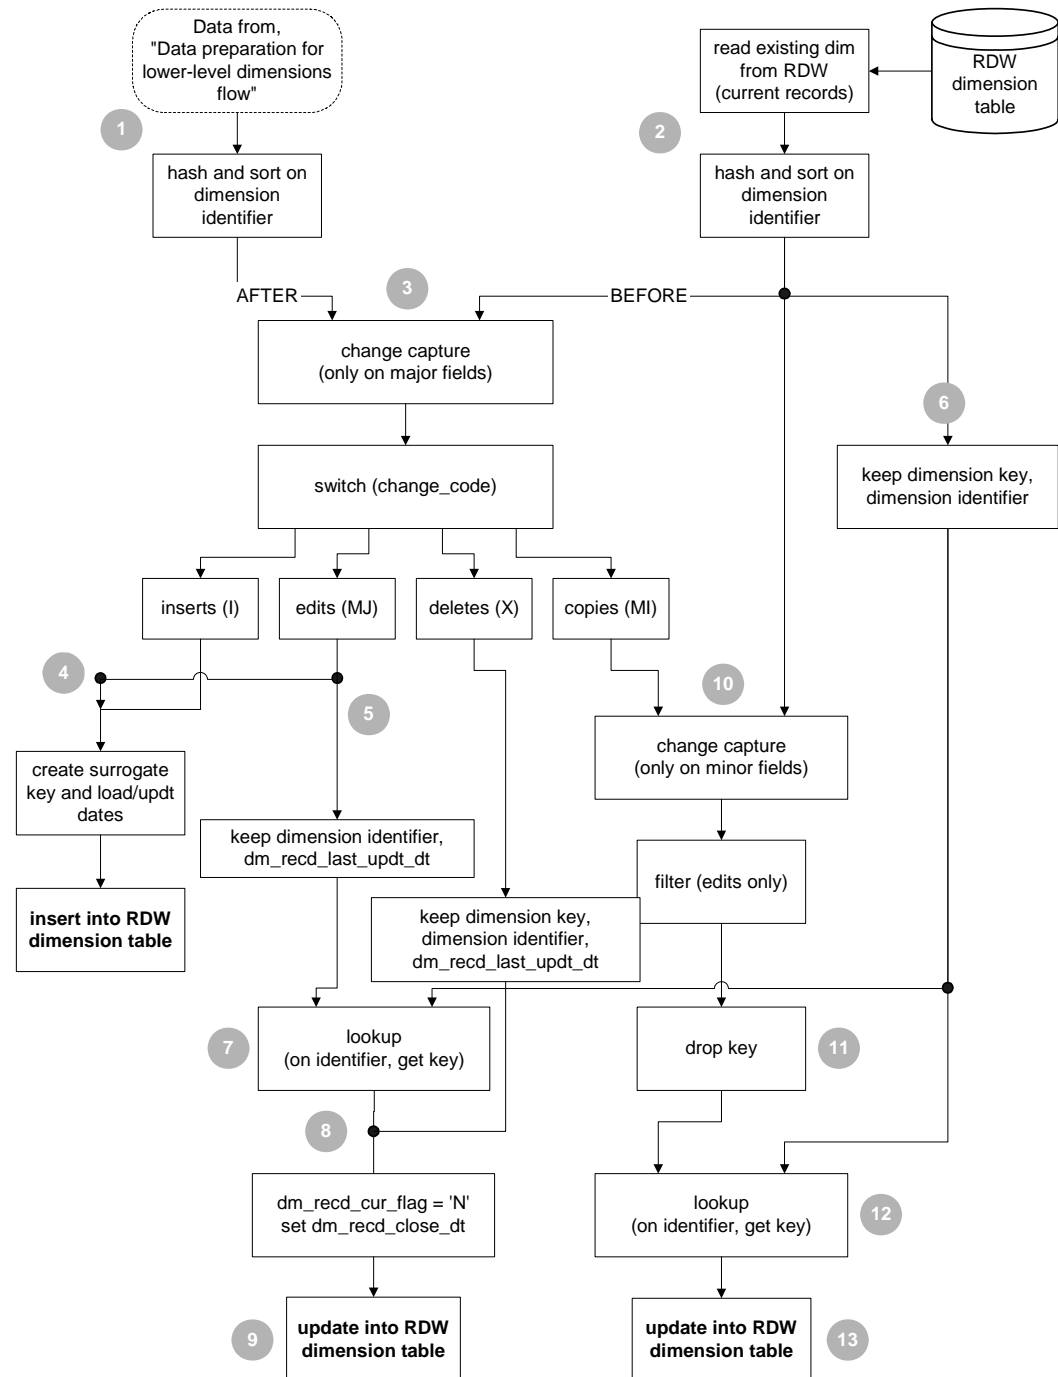 Data from,
"Data preparation for
lower-level dimensions
flow"
read existing dim
from RDW
(current records)
RDW
dimension
table
1
2
hash and sort on
dimension
identifier
hash and sort on
dimension
identifier
AFTER
3
BEFORE
change capture
(only on major fields)
6
switch (change_code)
keep dimension key,
dimension identifier
inserts (I)
edits (MJ)
deletes (X)
copies (MI)
4
5
10
create surrogate
key and load/updt
dates
change capture
(only on minor fields)
keep dimension identifier,
dm_recd_last_updt_dt
filter (edits only)
insert into RDW
dimension table
keep dimension key,
dimension identifier,
dm_recd_last_updt_dt
7
lookup
(on identifier, get key)
drop key
11
8
dm_recd_cur_flag = 'N'
set dm_recd_close_dt
lookup
(on identifier, get key)
12
9
update into RDW
dimension table
update into RDW
dimension table
13